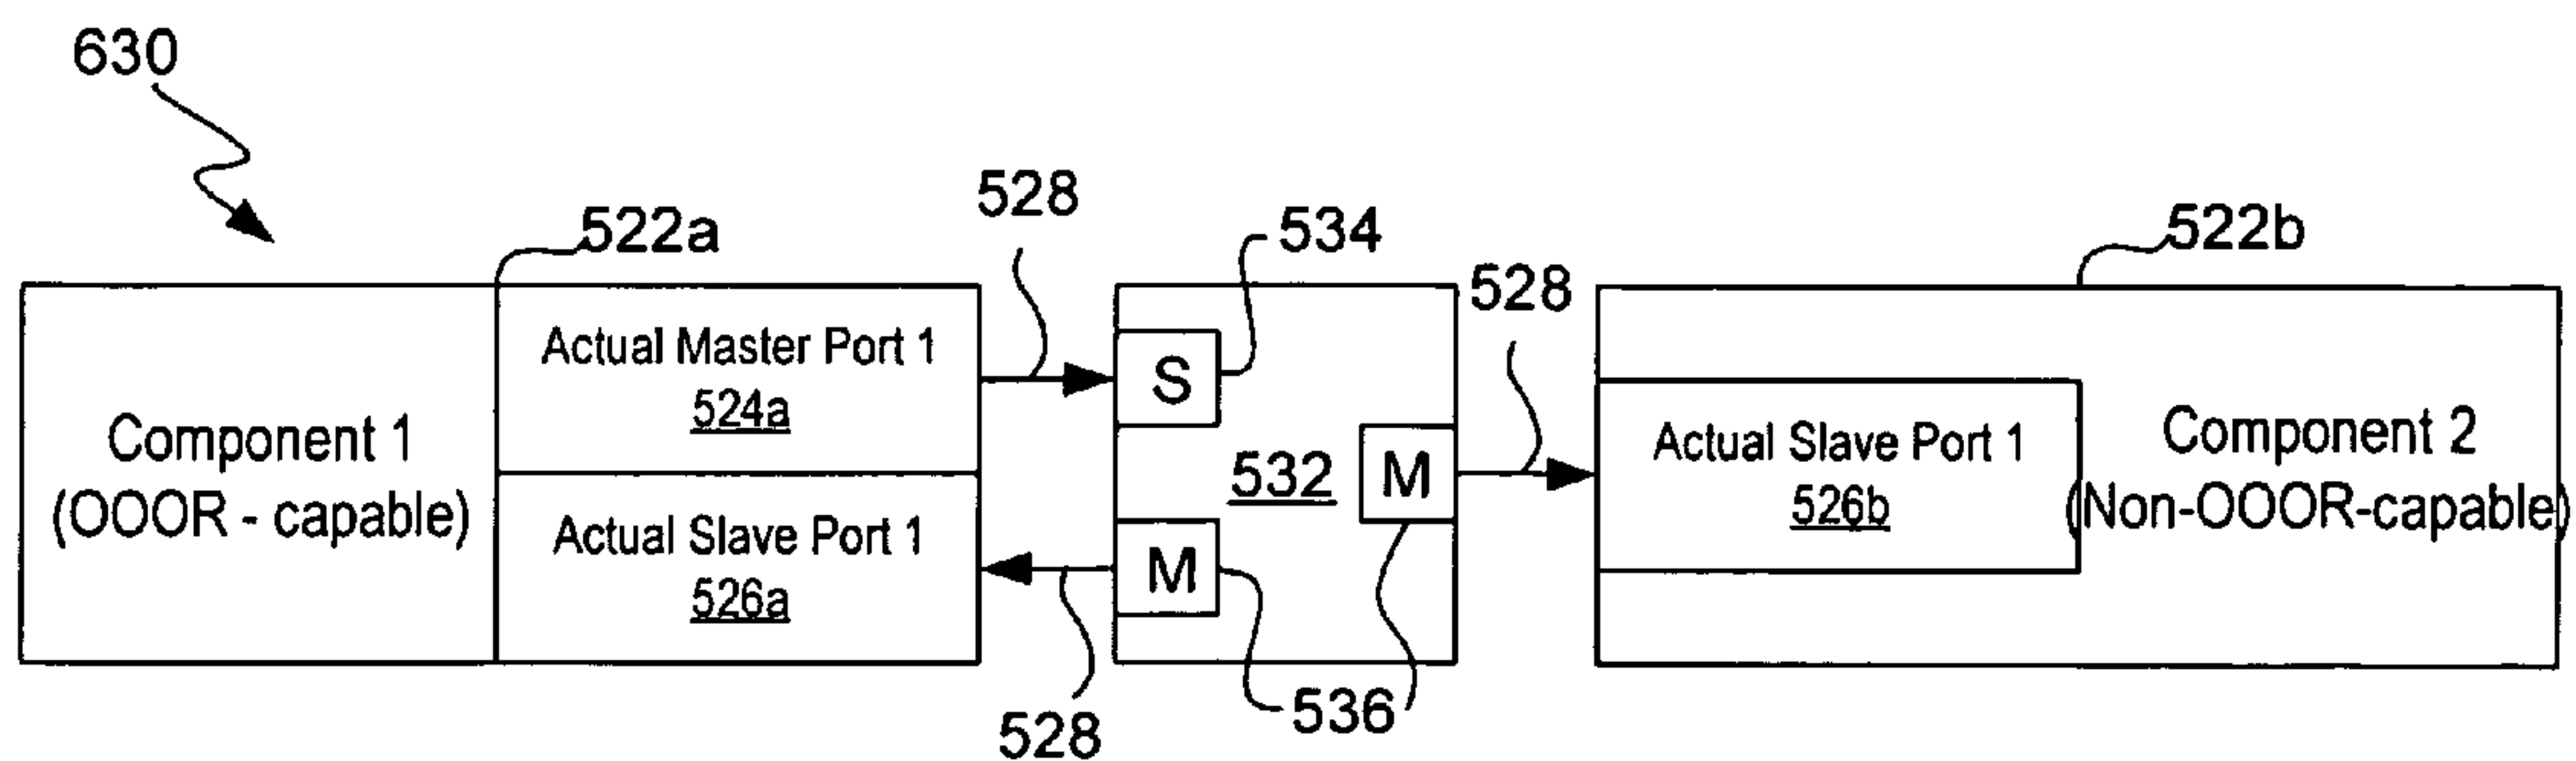 630
522a
528
534
528
522b
Component 1
(OOOR - capable)
Actual Master Port 1
524a
Actual Slave Port 1
526a
S
M
532
M
Actual Slave Port 1
526b
Component 2
(Non-OOOR-capable)
528
536